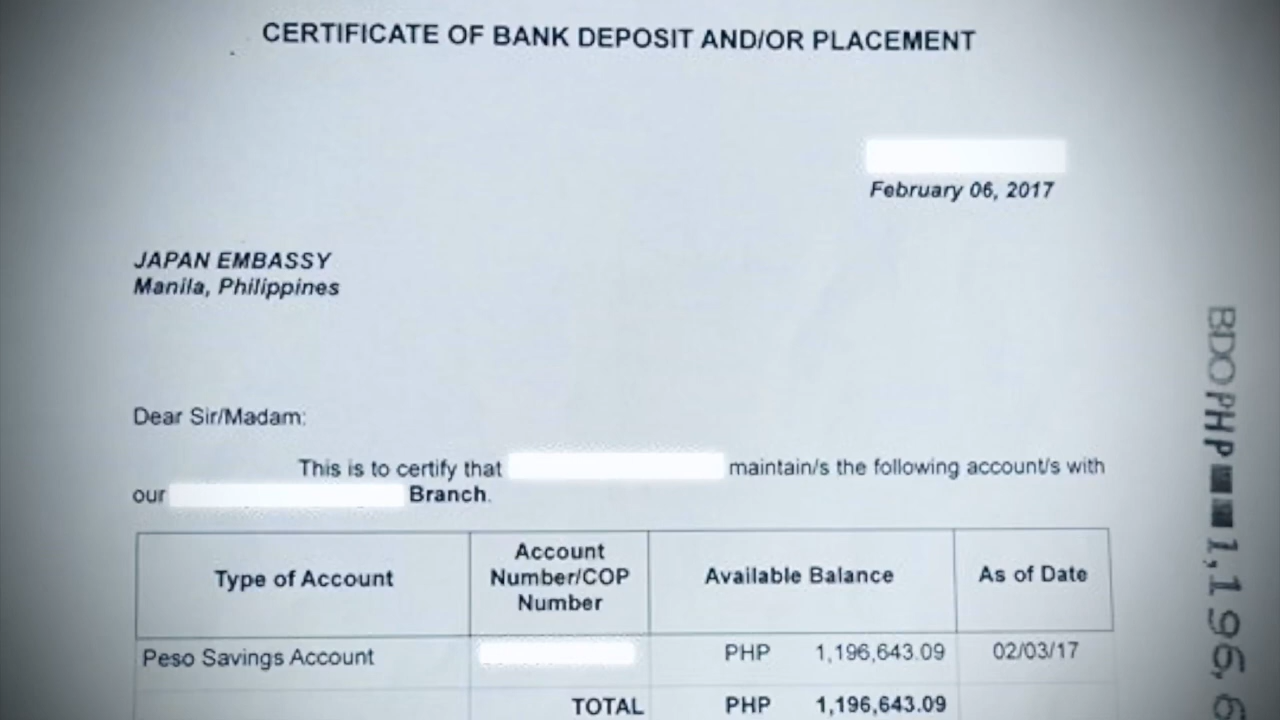 CERTIFICATE OF BANK DEPOSIT AND/OR PLACEMENT
February 06, 2017
JAPAN EMBASSY
Manila, Philippines
Dear Sir/Madam:
This is to certify that maintain/s the following account/s with
our Branch.
Type of Account
Account
Number/COP
Number
Available Balance
As of Date
Peso Savings Account PHP 1,196,643.09 02/03/17
TOTAL PHP 1,196,643.09
BDO PHP 1,196,6